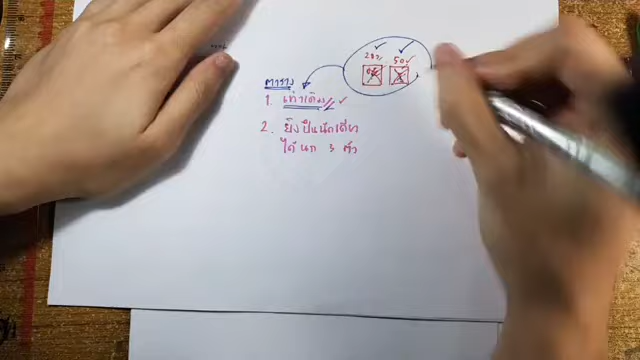 50
ตาราง
1. เท่าเดิม
2. ยิงปืนนัดเดียว
ได้นก 3 ตัว